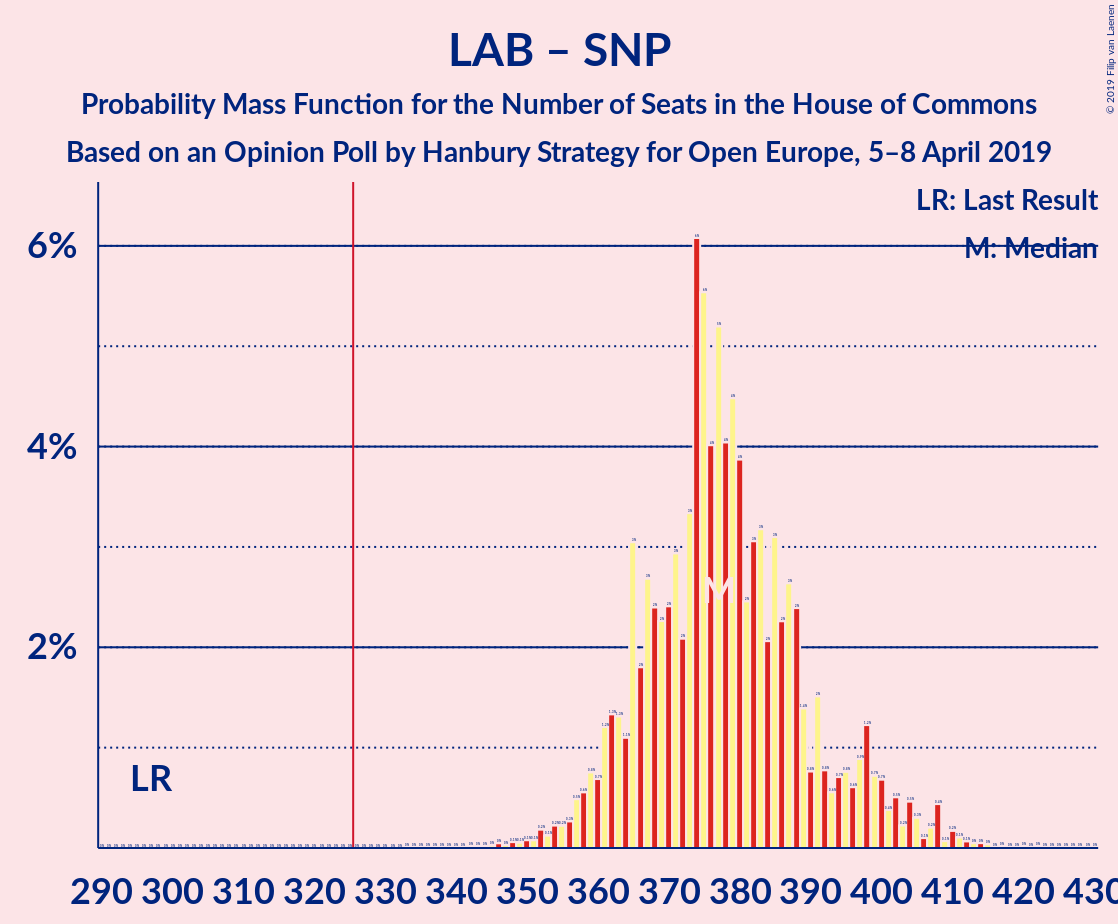 LAB – SNP
Probability Mass Function for the Number of Seats in the House of Commons
Based on an Opinion Poll by Hanbury Strategy for Open Europe, 5–8 April 2019
© 2019 Filip van Laenen
LR: Last Result
M: Median
6%
4%
2%
M
LR
290 300 310 320 330 340 350 360 370 380 390 400 410 420 430